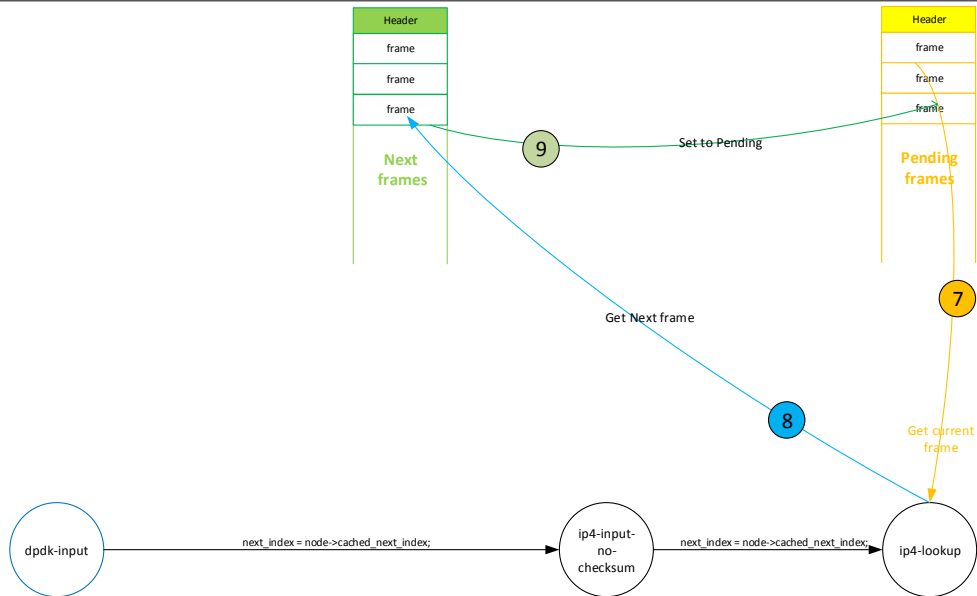 Header
frame
frame
frame
Next
frames
Header
frame
frame
frame
Pending
frames
9
Set to Pending
7
Get Next frame
8
Get current
frame
dpdk-input
next_index = node->cached_next_index;
ip4-input-
no-
checksum
next_index = node->cached_next_index;
ip4-lookup